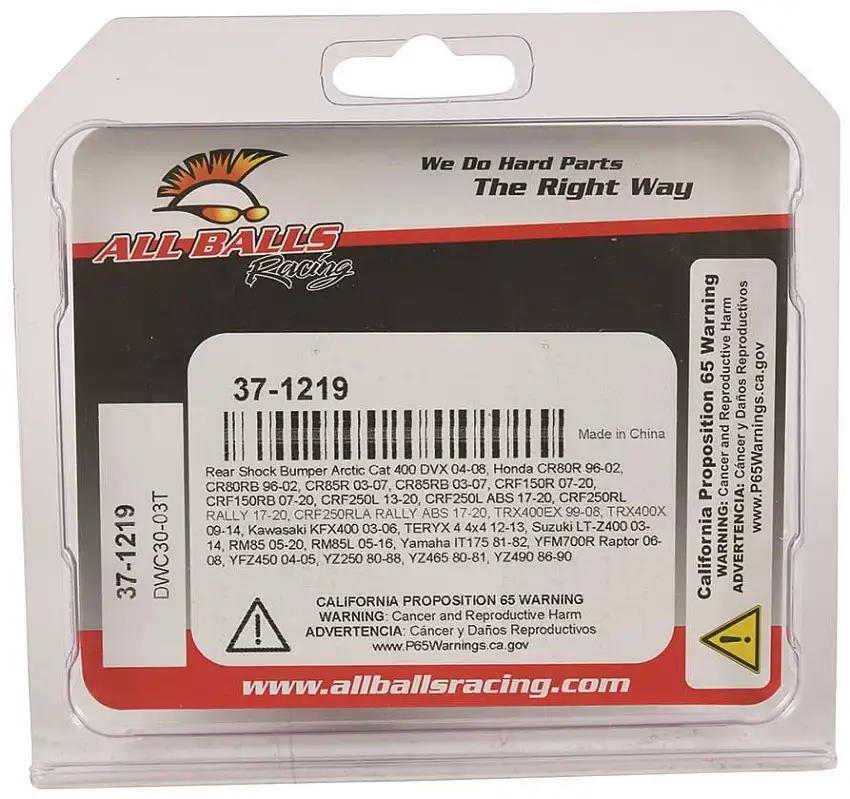 We Do Hard Parts
The Right Way
ALL BALLS
Racing
37-1219
Made in China
Rear Shock Bumper Arctic Cat 400 DVX 04-08, Honda CR80R 96-02,
CR80RB 96-02, CR85R 03-07, CR85RB 03-07, CRF150R 07-20,
CRF150RB 07-20, CRF250L 13-20, CRF250L ABS 17-20, CRF250RL
RALLY 17-20, CRF250RLA RALLY ABS 17-20, TRX400EX 99-08, TRX400X
09-14, Kawasaki KFX400 03-06, TERYX 4 4x4 12-13, Suzuki LT-Z400 03-
14, RM85 05-20, RM85L 05-16, Yamaha IT175 81-82, YFM700R Raptor 06-
08, YFZ450 04-05, YZ250 80-88, YZ465 80-81, YZ490 86-90
CALIFORNIA PROPOSITION 65 WARNING
WARNING: Cancer and Reproductive Harm
ADVERTENCIA: Cáncer y Daños Reproductivos
www.P65Warnings.ca.gov
37-1219
DWC30-03T
California Proposition 65 Warning
WARNING: Cancer and Reproductive Harm
ADVERTENCIA: Cáncer y Daños Reproductivos
www.P65Warnings.ca.gov
www.allballsracing.com